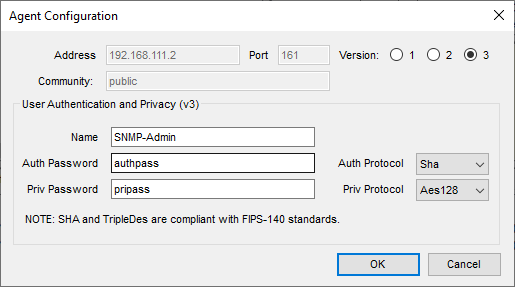 Agent Configuration
Address 192.168.111.2 Port 161 Version: 1 2 3
Community: public
User Authentication and Privacy (v3)
Name SNMP-Admin
Auth Password authpass Auth Protocol Sha
Priv Password pripass Priv Protocol Aes128
NOTE: SHA and TripleDes are compliant with FIPS-140 standards.
OK Cancel